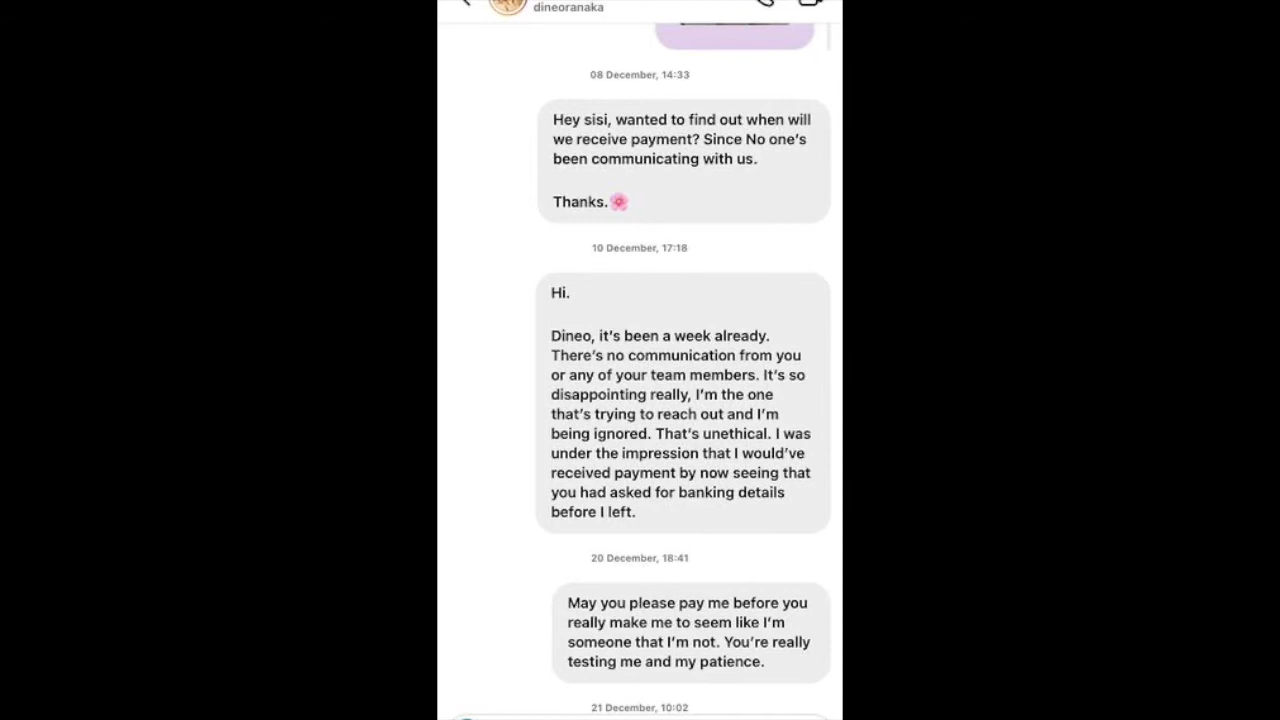 dineoranaka
08 December, 14:33
Hey sisi, wanted to find out when will
we receive payment? Since No one's
been communicating with us.
Thanks.🌸
10 December, 17:18
Hi.
Dineo, it's been a week already.
There's no communication from you
or any of your team members. It's so
disappointing really, I'm the one
that's trying to reach out and I'm
being ignored. That's unethical. I was
under the impression that I would've
received payment by now seeing that
you had asked for banking details
before I left.
20 December, 18:41
May you please pay me before you
really make me to seem like I'm
someone that I'm not. You're really
testing me and my patience.
21 December, 10:02